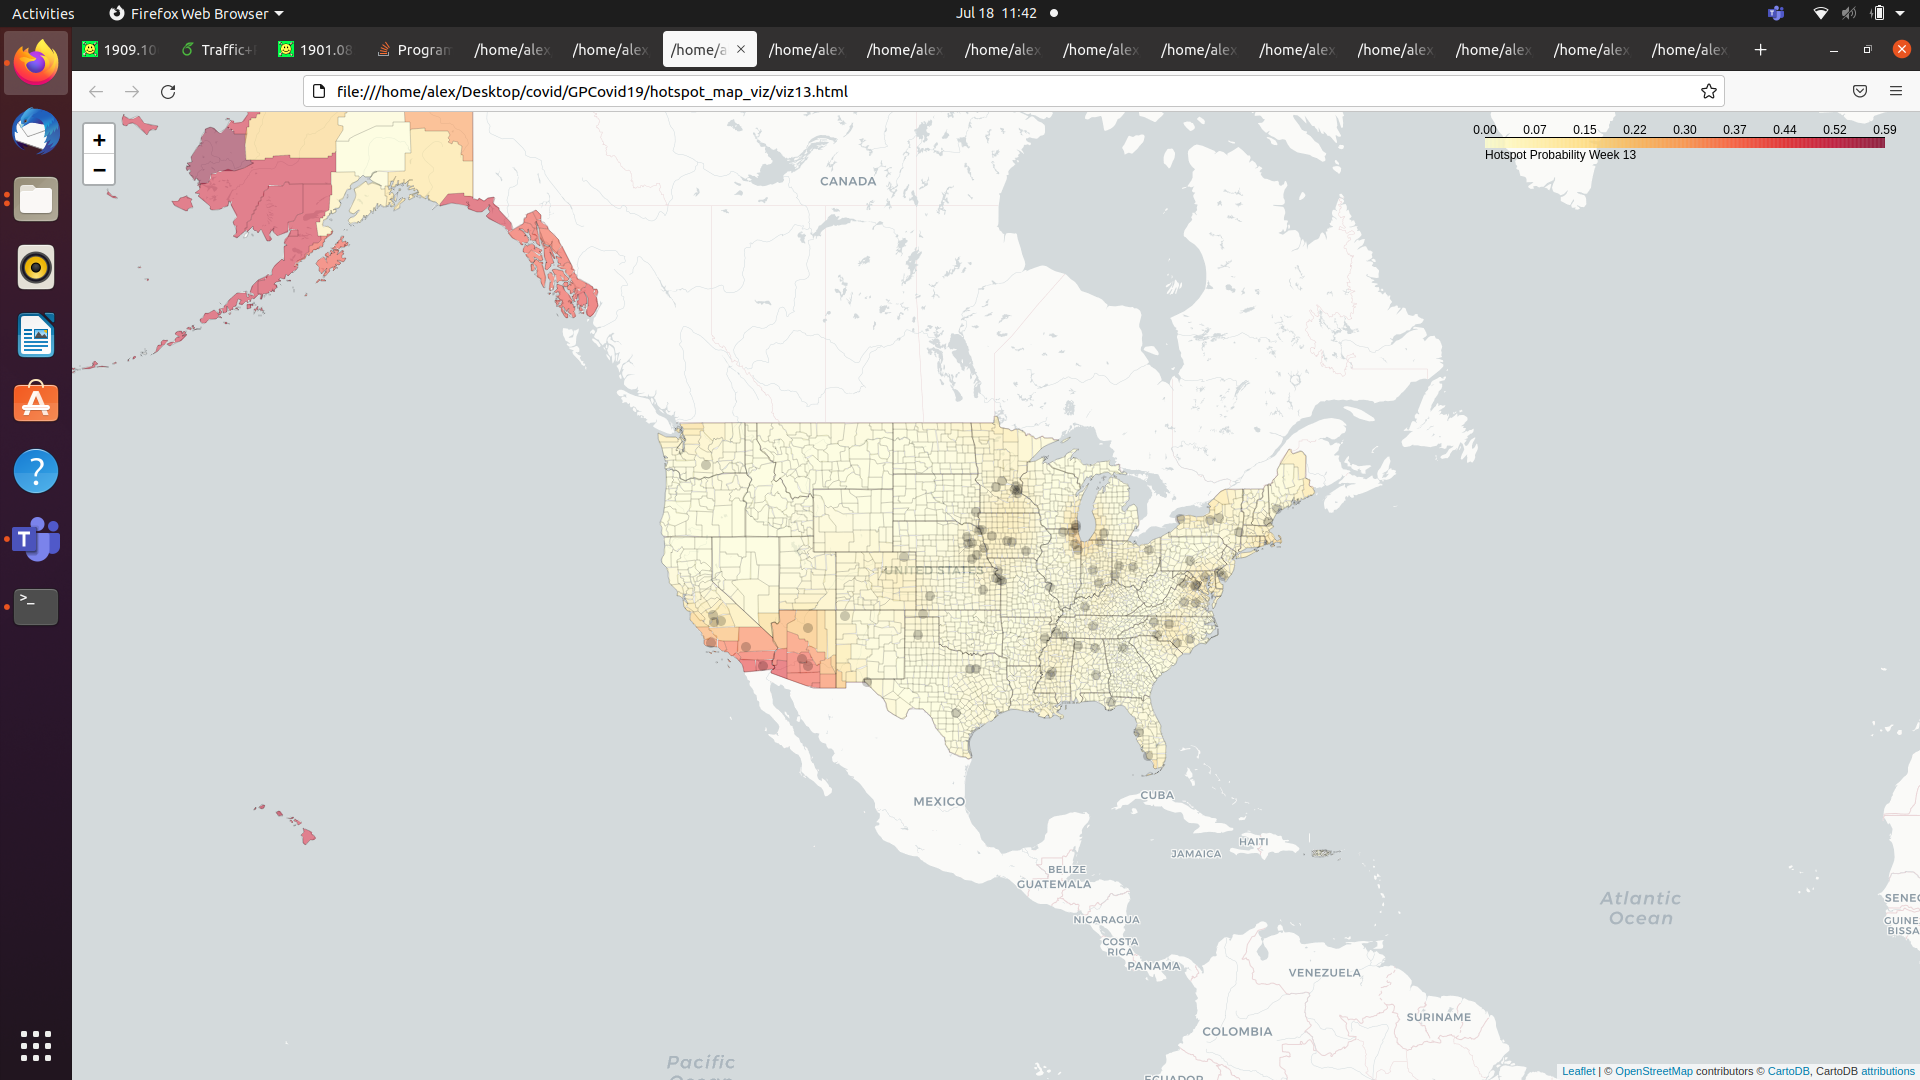 Activities
Firefox Web Browser
Jul 18 11:42
1909.10
Traffic+
1901.08
Program
/home/alex
/home/alex
/home/a
/home/alex
/home/alex
/home/alex
/home/alex
/home/alex
/home/alex
/home/alex
/home/alex
/home/alex
/home/alex
file:///home/alex/Desktop/covid/GPCovid19/hotspot_map_viz/viz13.html
+
−
0.00 0.07 0.15 0.22 0.30 0.37 0.44 0.52 0.59
Hotspot Probability Week 13
CANADA
UNITED STATES
MEXICO
CUBA
HAITI
JAMAICA
BELIZE
GUATEMALA
NICARAGUA
COSTA
RICA
PANAMA
VENEZUELA
COLOMBIA
SURINAME
ECUADOR
Atlantic
Ocean
SENEG
GUINE
BISSA
Pacific
Ocean
Leaflet | © OpenStreetMap contributors © CartoDB, CartoDB attributions